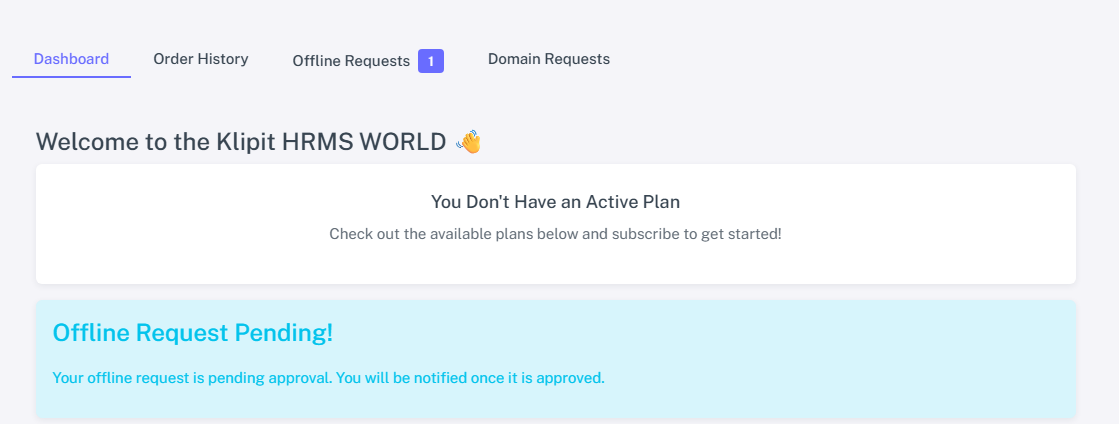 Dashboard Order History Offline Requests 1 Domain Requests
Welcome to the Klipit HRMS WORLD 👋
You Don't Have an Active Plan
Check out the available plans below and subscribe to get started!
Offline Request Pending!
Your offline request is pending approval. You will be notified once it is approved.